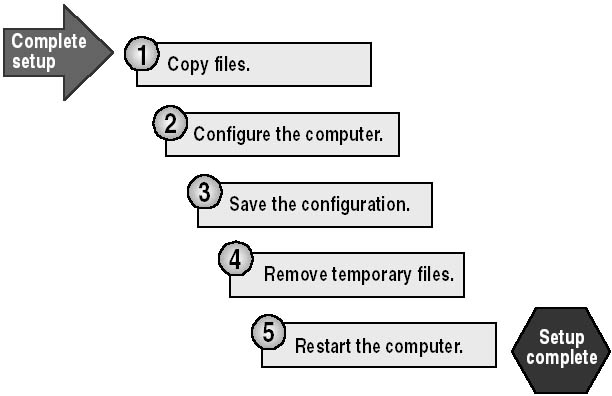 Complete
setup
1 Copy files.
2 Configure the computer.
3 Save the configuration.
4 Remove temporary files.
5 Restart the computer.
Setup
complete